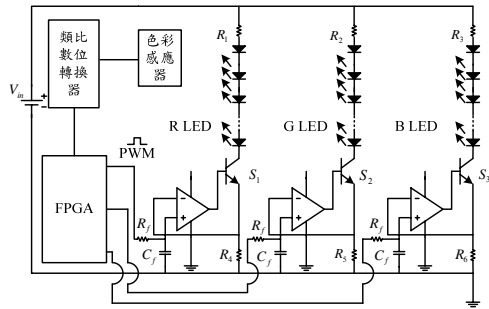 類比
數位
轉換
器
色彩
感應
器
R1
R2
R3
Vin
+
−
R LED
G LED
B LED
PWM
S1
S2
S3
FPGA
−
+
−
+
−
+
Rf
Rf
Rf
Cf
Cf
Cf
R4
R5
R6